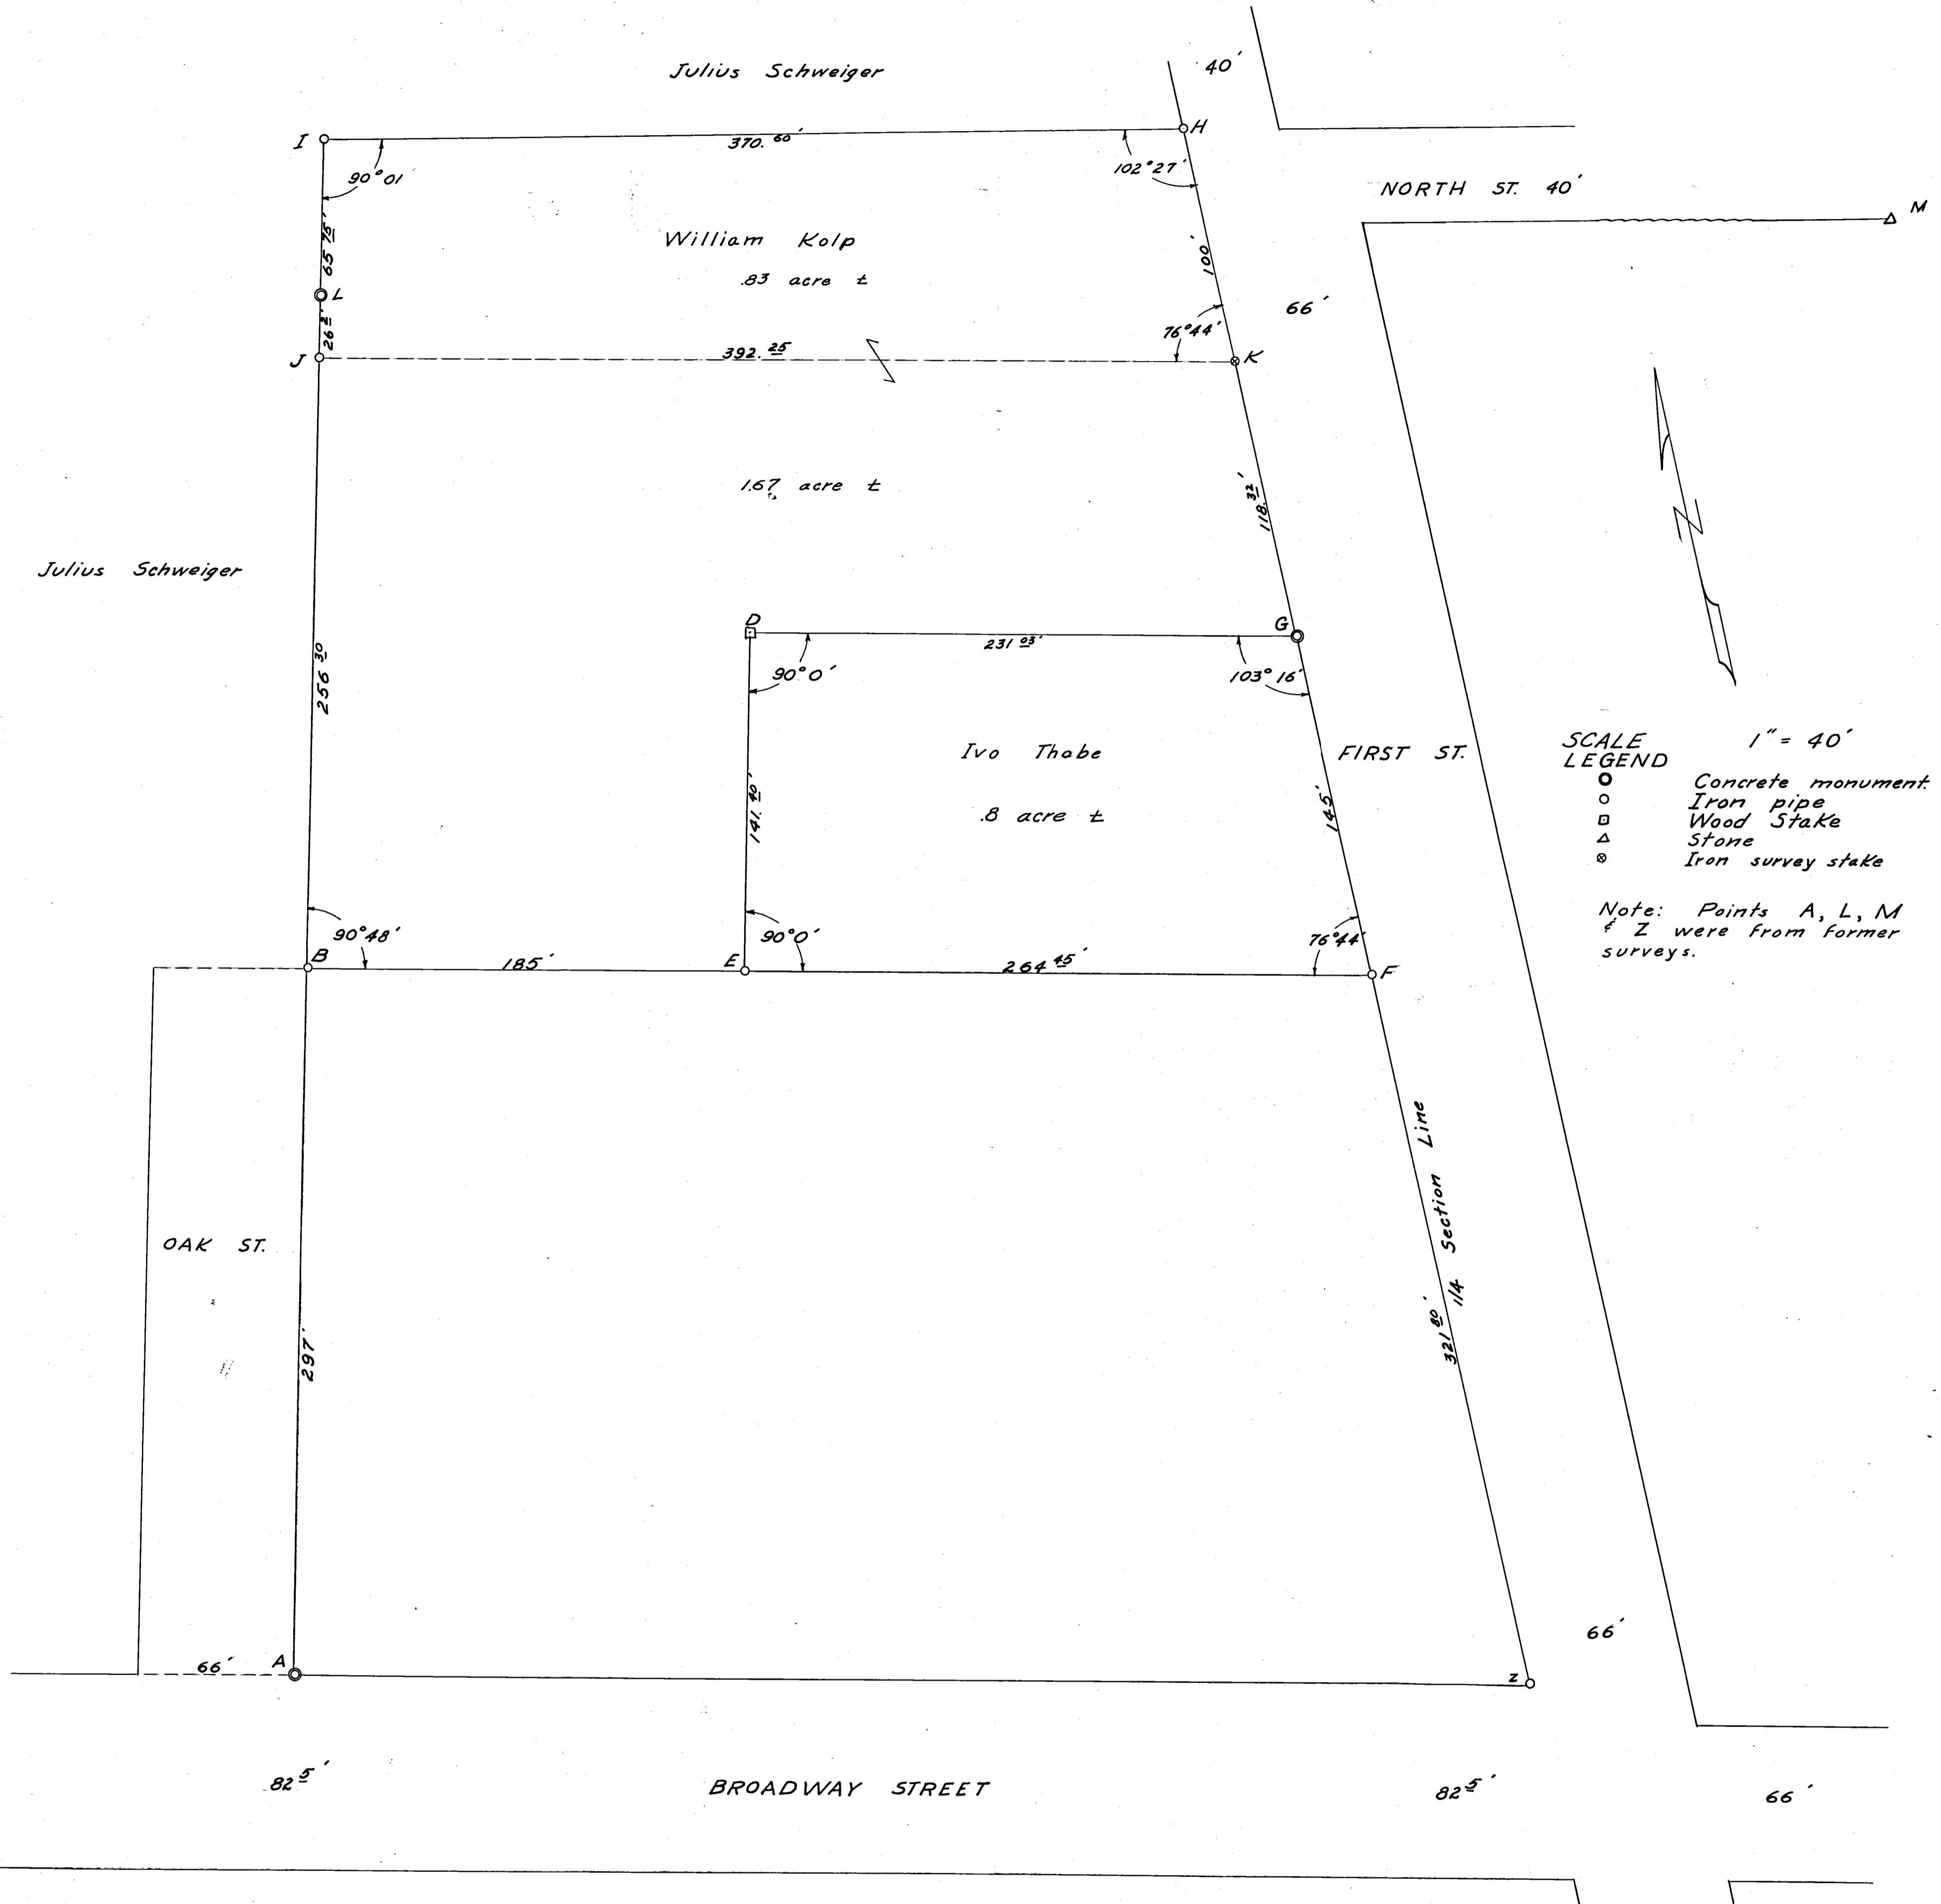 40'
Julius Schweiger
H
I
370.60'
102°27'
90°01'
NORTH ST. 40'
M
William Kolp
.83 acre ±
65.75'
100'
L
66'
26.2'
76°44'
J
392.25
K
1.67 acre ±
118.32'
Julius Schweiger
D
G
231.03'
90°0'
103°16'
256.30
Ivo Thabe
FIRST ST.
SCALE 1" = 40'
LEGEND
Concrete monument.
Iron pipe
Wood Stake
Stone
Iron survey stake
141.40'
145'
.8 acre ±
Note: Points A, L, M
& Z were from former
surveys.
90°48'
90°0'
76°44'
B
185'
E
264.45'
F
1/4 Section Line
OAK ST.
297'
321.80'
66'
66'
A
Z
82.5'
BROADWAY STREET
82.5'
66'
N